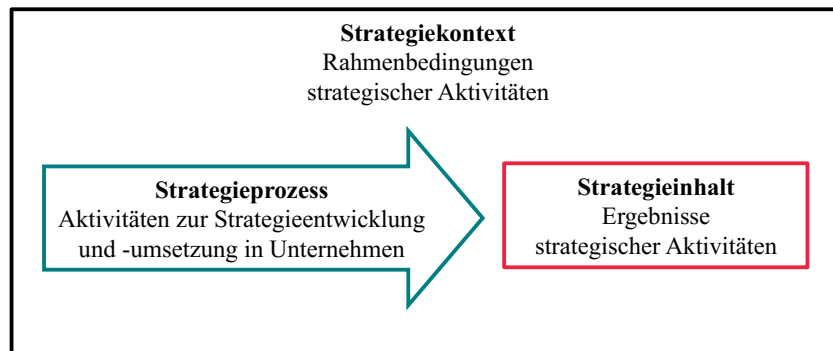 Strategiekontext
Rahmenbedingungen
strategischer Aktivitäten
Strategieprozess
Aktivitäten zur Strategieentwicklung
und -umsetzung in Unternehmen
Strategieinhalt
Ergebnisse
strategischer Aktivitäten